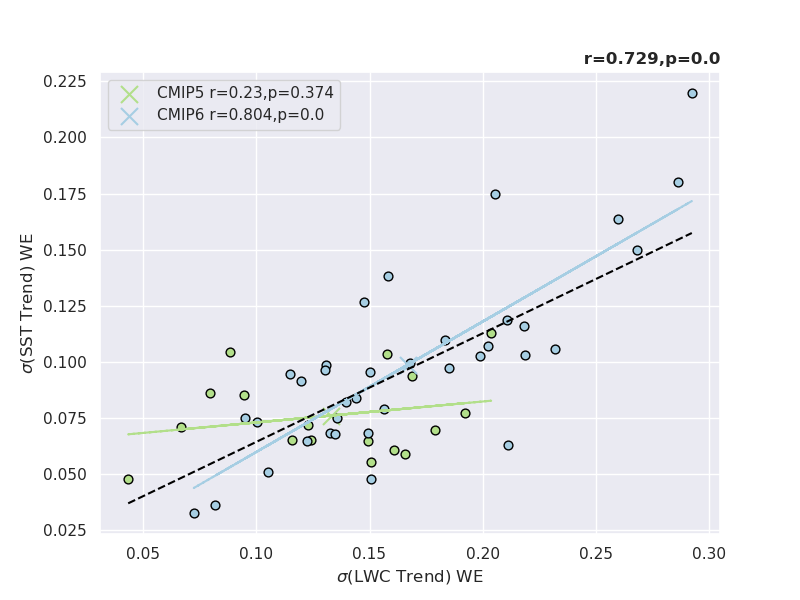 r=0.729,p=0.0
CMIP5 r=0.23,p=0.374
CMIP6 r=0.804,p=0.0
σ(SST Trend) WE
0.225
0.200
0.175
0.150
0.125
0.100
0.075
0.050
0.025
0.05 0.10 0.15 0.20 0.25 0.30
σ(LWC Trend) WE